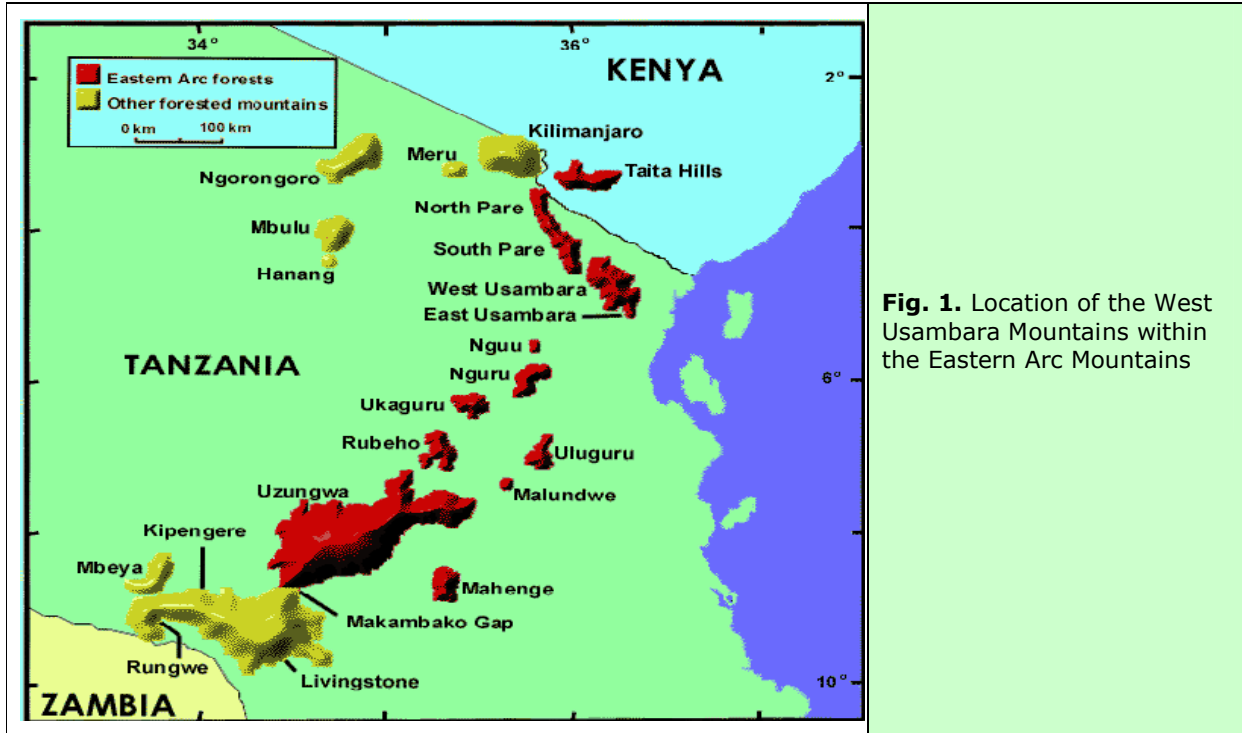 34°
36°
KENYA
2°
Eastern Arc forests
Other forested mountains
0 km 100 km
Kilimanjaro
Meru
Taita Hills
Ngorongoro
North Pare
Mbulu
South Pare
Hanang
West Usambara
East Usambara
Fig. 1. Location of the West
Usambara Mountains within
the Eastern Arc Mountains
Nguu
TANZANIA
Nguru
6°
Ukaguru
Rubeho
Uluguru
Uzungwa
Malundwe
Kipengere
Mbeya
Mahenge
Makambako Gap
Rungwe
Livingstone
10°
ZAMBIA